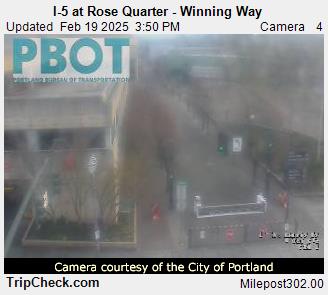 I-5 at Rose Quarter - Winning Way
Updated Feb 19 2025 3:50 PM Camera 4
PBOT
PORTLAND BUREAU OF TRANSPORTATION
Camera courtesy of the City of Portland
TripCheck.com Milepost302.00